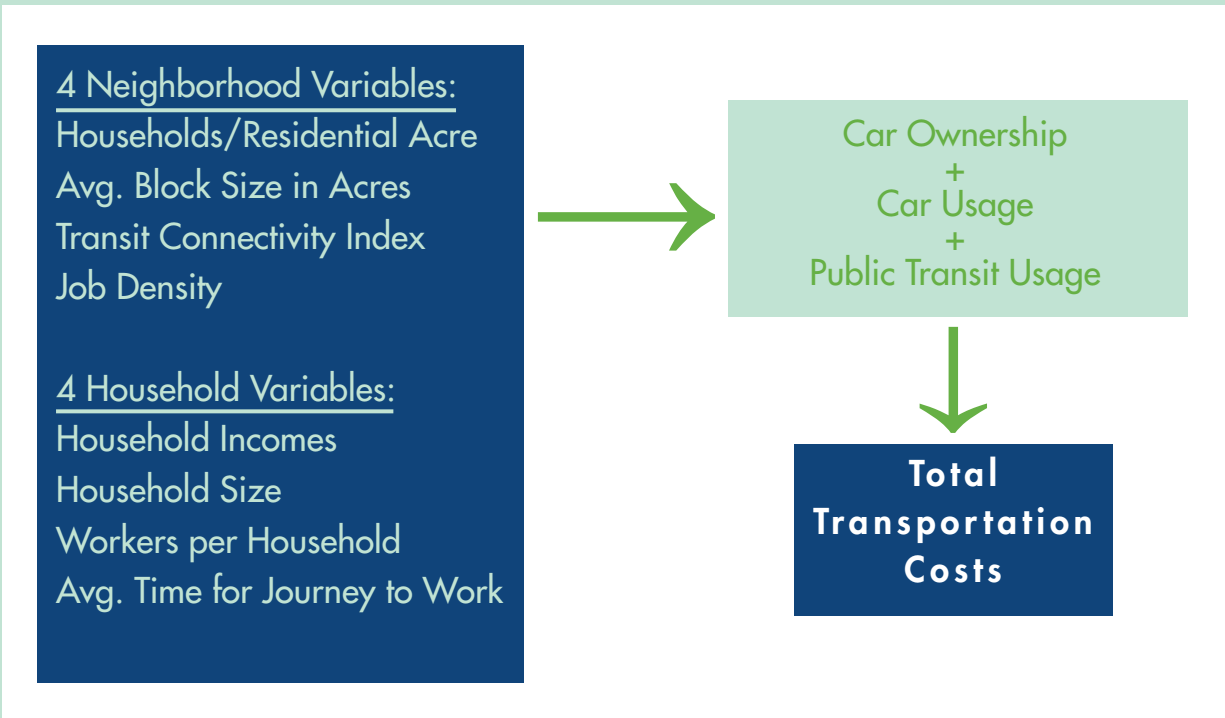 4 Neighborhood Variables:
Households/Residential Acre
Avg. Block Size in Acres
Transit Connectivity Index
Job Density
4 Household Variables:
Household Incomes
Household Size
Workers per Household
Avg. Time for Journey to Work
Car Ownership
+
Car Usage
+
Public Transit Usage
Total
Transportation
Costs